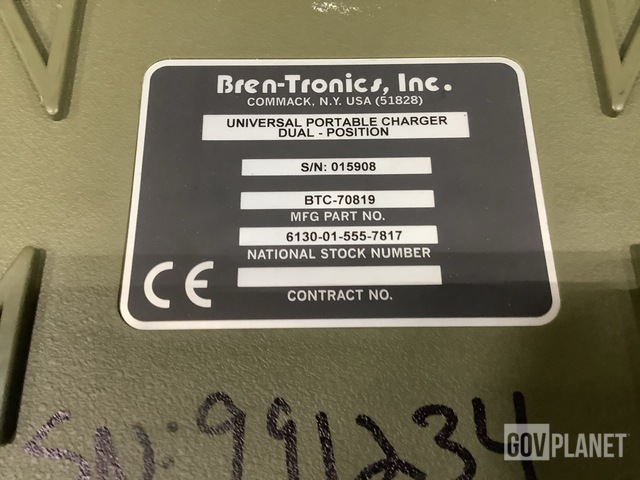 Bren-Tronics, Inc.
COMMACK, N.Y. USA (51828)
UNIVERSAL PORTABLE CHARGER
DUAL - POSITION
S/N: 015908
BTC-70819
MFG PART NO.
6130-01-555-7817
NATIONAL STOCK NUMBER
CONTRACT NO.
CE
SN: 991234
GOVPLANET